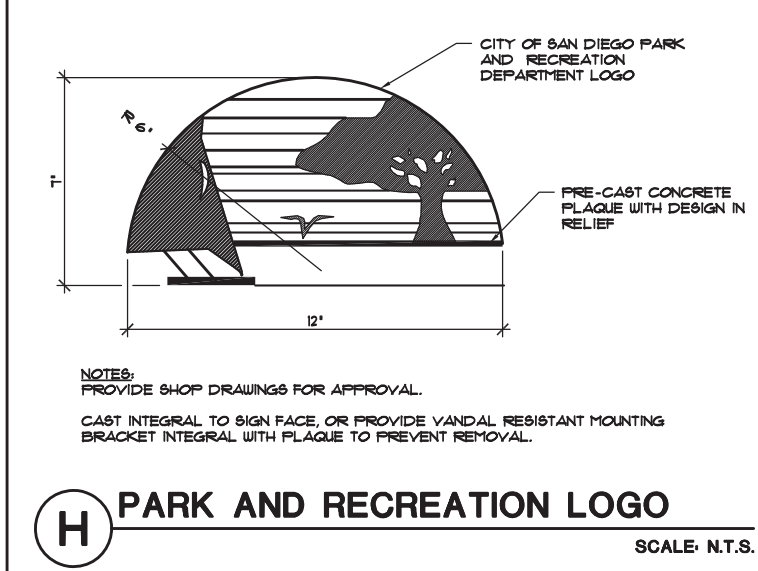 CITY OF SAN DIEGO PARK
AND RECREATION
DEPARTMENT LOGO
R 6"
7"
PRE-CAST CONCRETE
PLAQUE WITH DESIGN IN
RELIEF
12"
NOTES:
PROVIDE SHOP DRAWINGS FOR APPROVAL.
CAST INTEGRAL TO SIGN FACE, OR PROVIDE VANDAL RESISTANT MOUNTING
BRACKET INTEGRAL WITH PLAQUE TO PREVENT REMOVAL.
H PARK AND RECREATION LOGO
SCALE: N.T.S.